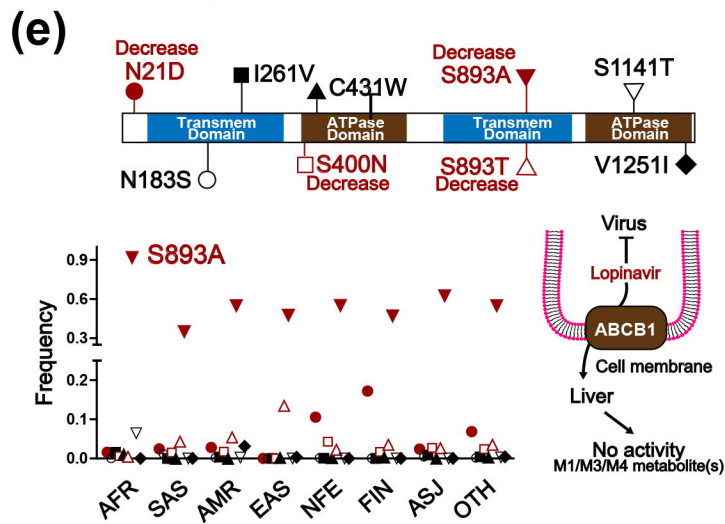 (e)
Decrease
N21D
I261V
C431W
Decrease
S893A
S1141T
Transmem
Domain
ATPase
Domain
Transmem
Domain
ATPase
Domain
N183S
S400N
Decrease
S893T
Decrease
V1251I
Frequency
0.9
0.6
0.3
0.2
0.1
0.0
S893A
AFR
SAS
AMR
EAS
NFE
FIN
ASJ
OTH
Virus
Lopinavir
ABCB1
Cell membrane
Liver
No activity
M1/M3/M4 metabolite(s)